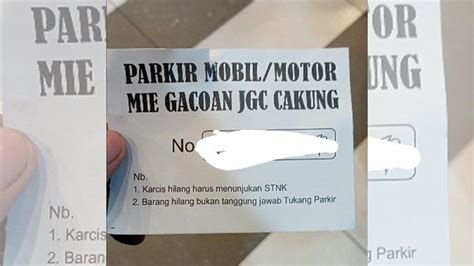 PARKIR MOBIL/MOTOR
MIE GACOAN JGC CAKUNG
No
Nb.
1. Karcis hilang harus menunjukan STNK
2. Barang hilang bukan tanggung jawab Tukang Parkir